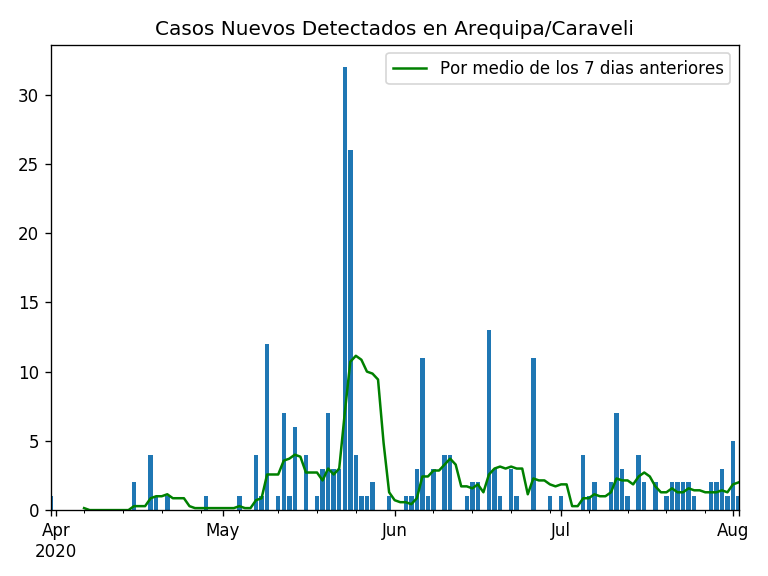 Casos Nuevos Detectados en Arequipa/Caraveli
Por medio de los 7 dias anteriores
30
25
20
15
10
5
0
Apr May Jun Jul Aug
2020